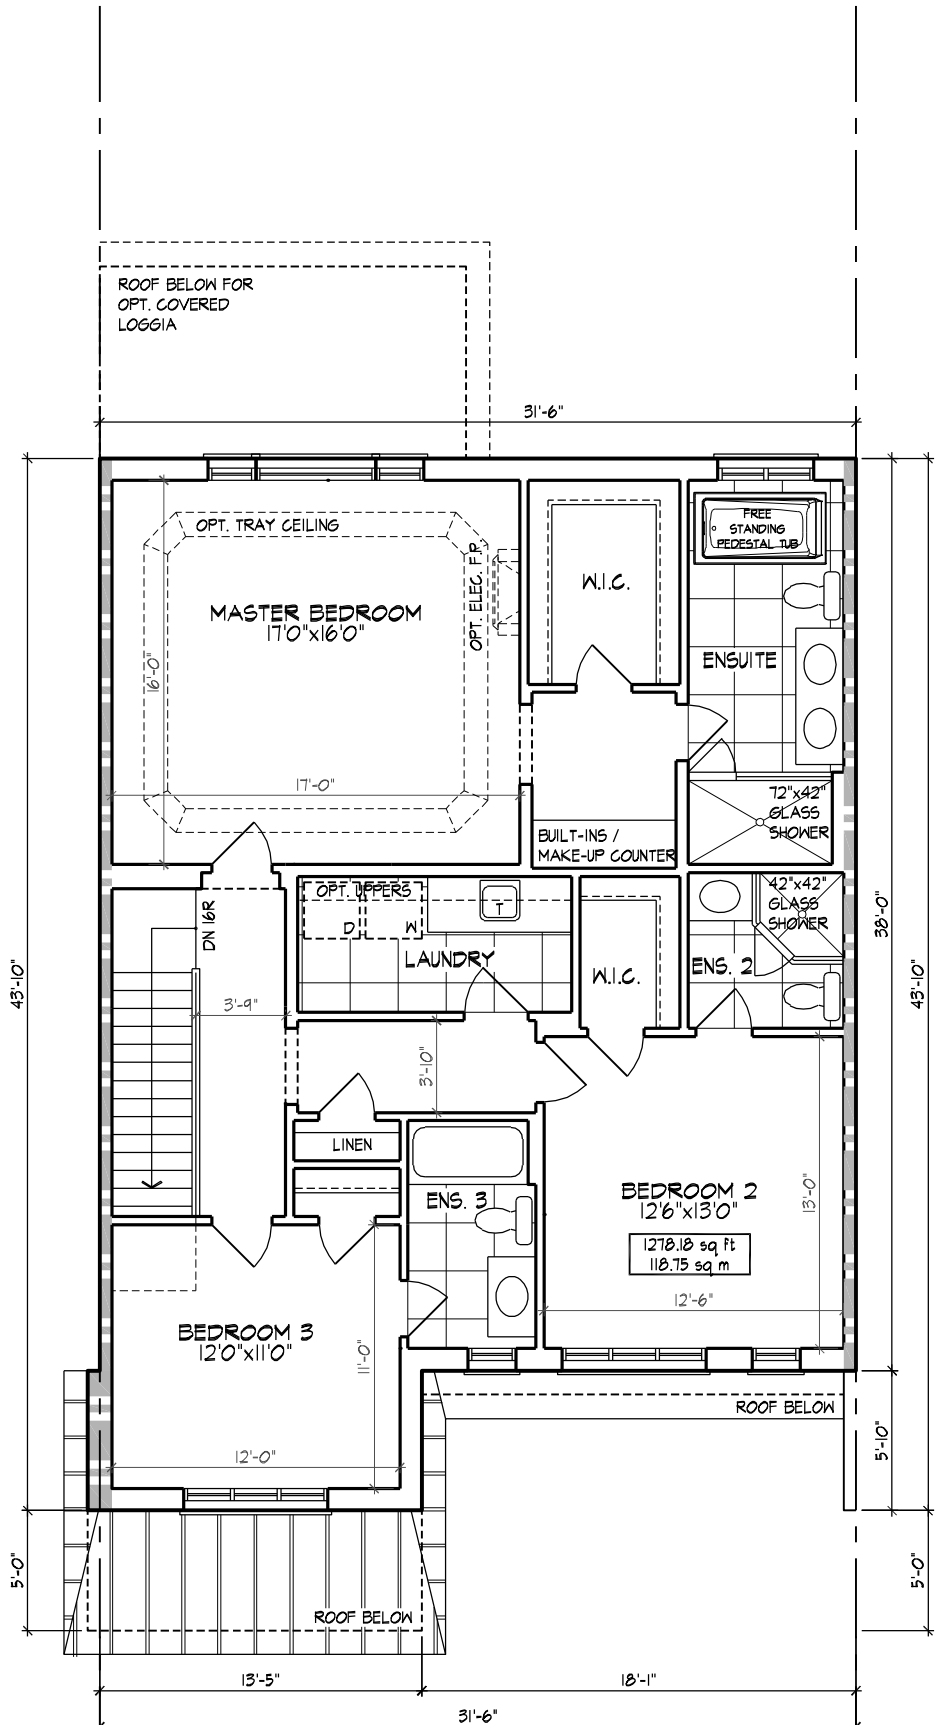 ROOF BELOW FOR
OPT. COVERED
LOGGIA
31'-6"
OPT. TRAY CEILING
FREE
STANDING
PEDESTAL TUB
OPT. ELEC. F.P.
W.I.C.
MASTER BEDROOM
17'0"x16'0"
16'-0"
ENSUITE
17'-0"
72"x42"
GLASS
SHOWER
BUILT-INS /
MAKE-UP COUNTER
OPT. UPPERS
42"x42"
GLASS
SHOWER
DN 16R
D
W
T
38'-0"
LAUNDRY
W.I.C.
ENS. 2
43'-10"
43'-10"
3'-9"
3'-10"
LINEN
ENS. 3
BEDROOM 2
12'6"x13'0"
13'-0"
1278.18 sq ft
118.75 sq m
12'-6"
BEDROOM 3
12'0"x11'0"
11'-0"
ROOF BELOW
5'-10"
12'-0"
5'-0"
5'-0"
ROOF BELOW
13'-5"
18'-1"
31'-6"